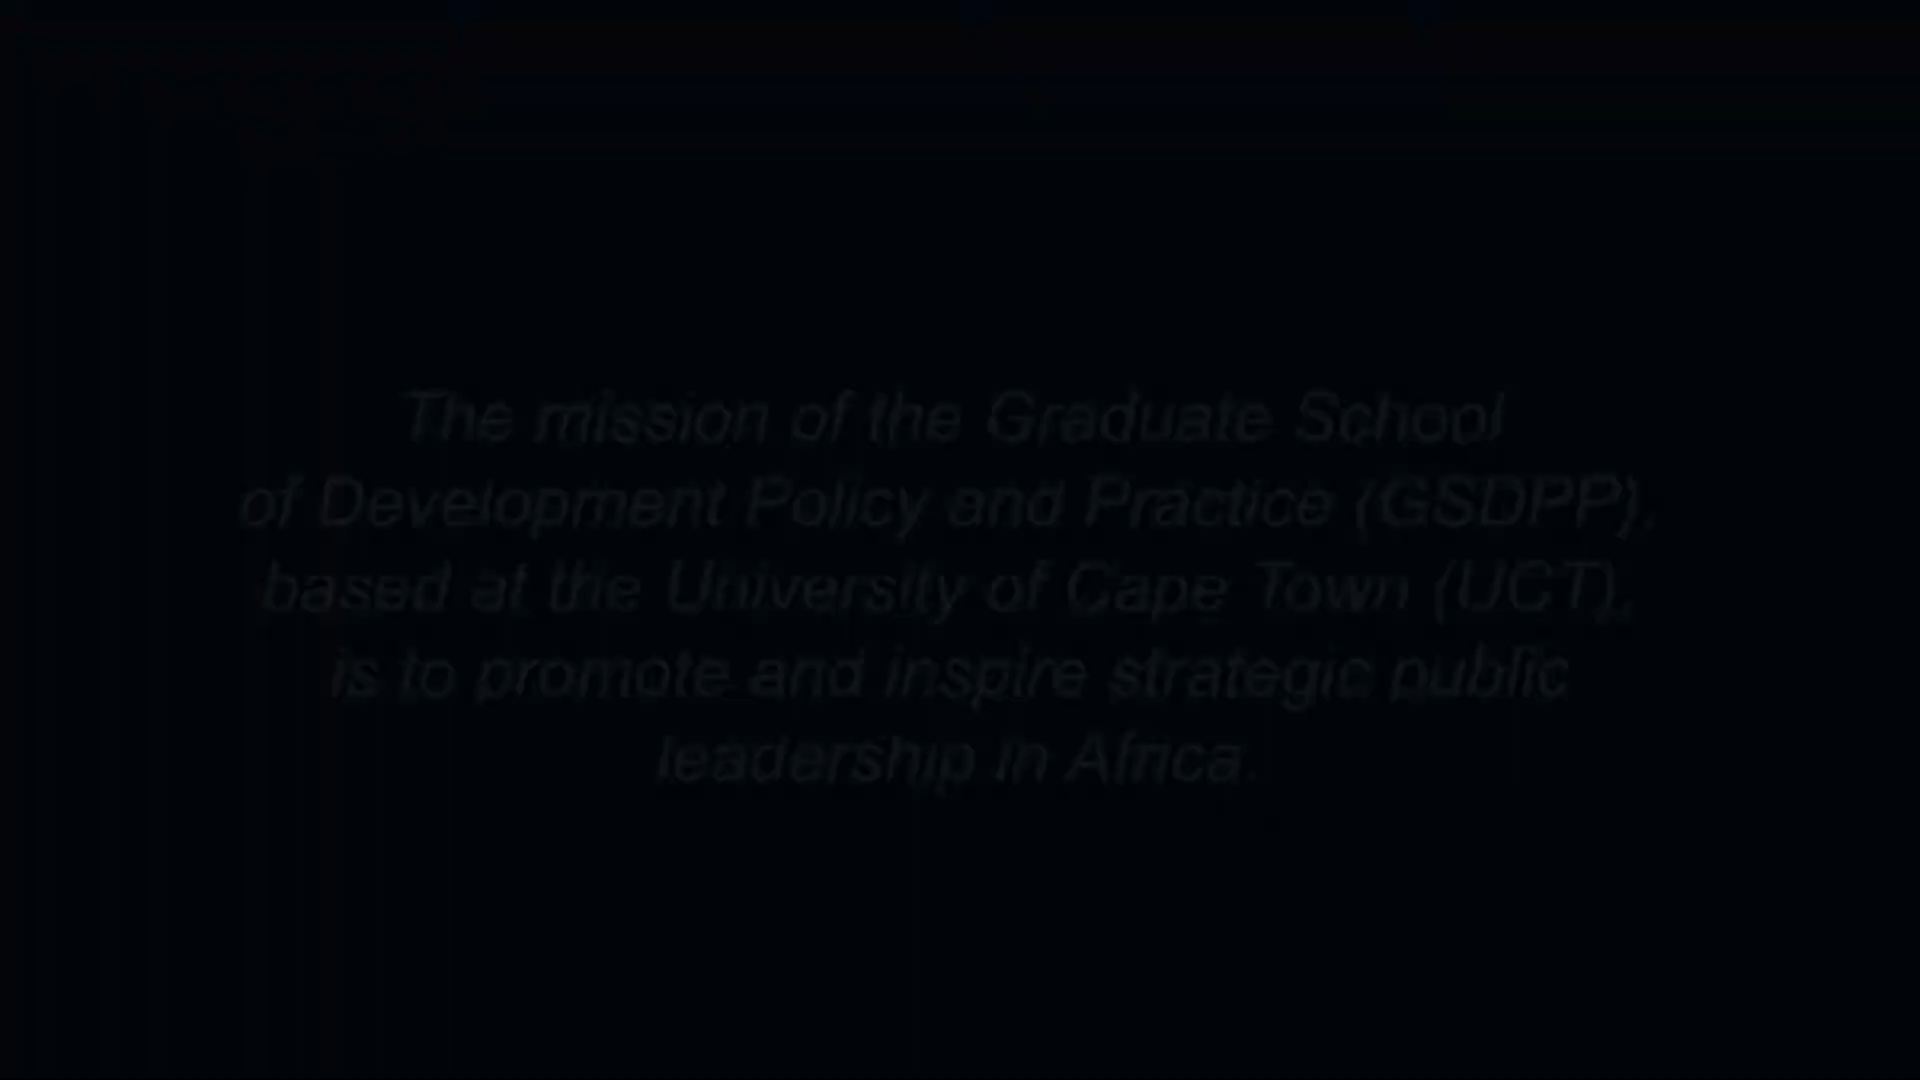 The mission of the Graduate School
of Development Policy and Practice (GSDPP),
based at the University of Cape Town (UCT),
is to promote and inspire strategic public
leadership in Africa.